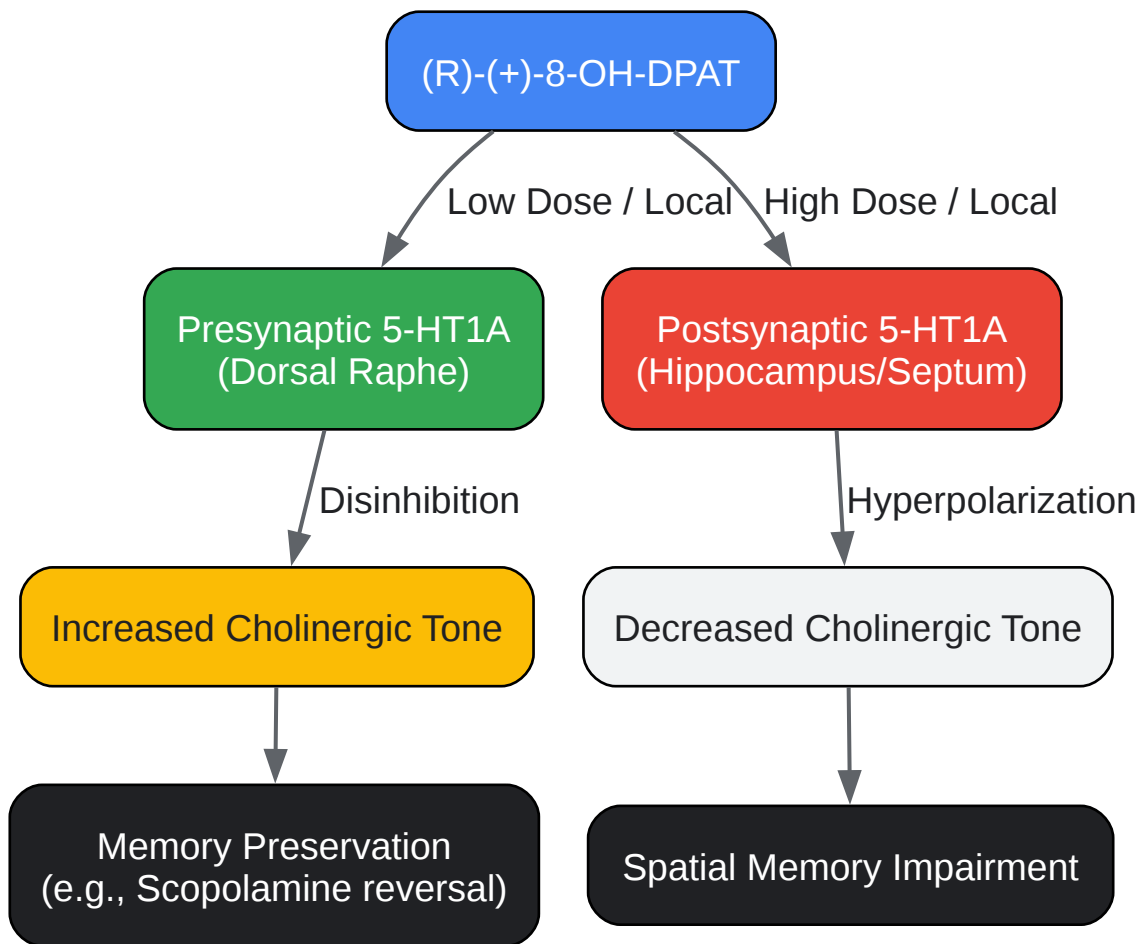 (R)-(+)-8-OH-DPAT
Low Dose / Local
High Dose / Local
Presynaptic 5-HT1A
(Dorsal Raphe)
Postsynaptic 5-HT1A
(Hippocampus/Septum)
Disinhibition
Hyperpolarization
Increased Cholinergic Tone
Decreased Cholinergic Tone
Memory Preservation
(e.g., Scopolamine reversal)
Spatial Memory Impairment